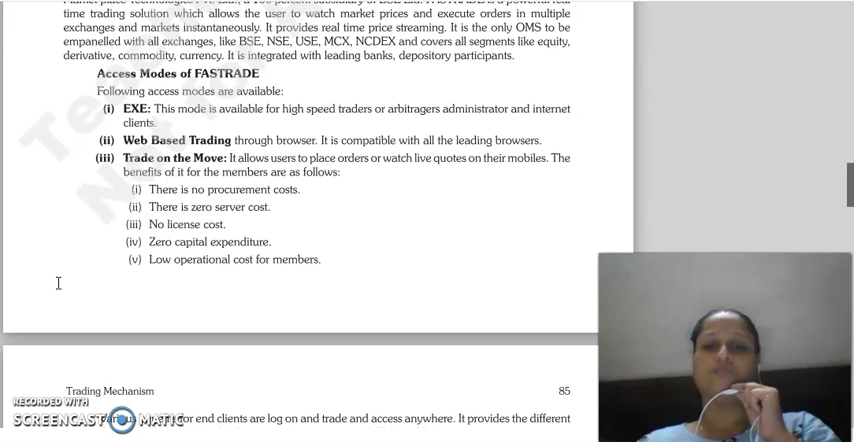 time trading solution which allows the user to watch market prices and execute orders in multiple
exchanges and markets instantaneously. It provides real time price streaming. It is the only OMS to be
empanelled with all exchanges, like BSE, NSE, USE, MCX, NCDEX and covers all segments like equity,
derivative, commodity, currency. It is integrated with leading banks, depository participants.
Access Modes of FASTRADE
Following access modes are available:
(i) EXE: This mode is available for high speed traders or arbitragers administrator and internet
clients.
(ii) Web Based Trading through browser. It is compatible with all the leading browsers.
(iii) Trade on the Move: It allows users to place orders or watch live quotes on their mobiles. The
benefits of it for the members are as follows:
(i) There is no procurement costs.
(ii) There is zero server cost.
(iii) No license cost.
(iv) Zero capital expenditure.
(v) Low operational cost for members.
Trading Mechanism 85
RECORDED WITH
SCREENCAST MATIC
for end clients are log on and trade and access anywhere. It provides the different